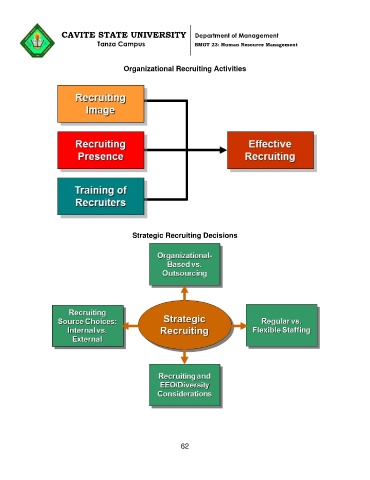 CAVITE STATE UNIVERSITY
Tanza Campus
Department of Management
BMGT 22: Human Resource Management
Organizational Recruiting Activities
Recruiting
Image
Recruiting
Presence
Training of
Recruiters
Effective
Recruiting
Strategic Recruiting Decisions
Organizational-
Based vs.
Outsourcing
Recruiting
Source Choices:
Internal vs.
External
Strategic
Recruiting
Regular vs.
Flexible Staffing
Recruiting and
EEO/Diversity
Considerations
62